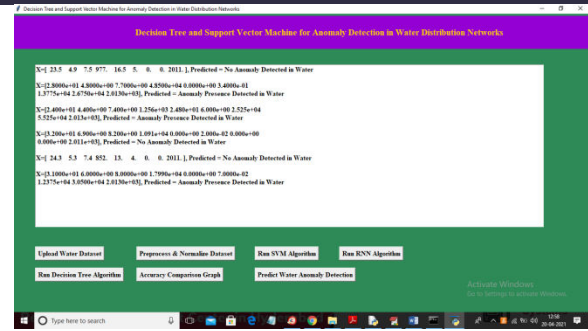 Decision Tree and Support Vector Machine for Anomaly Detection in Water Distribution Networks
Decision Tree and Support Vector Machine for Anomaly Detection in Water Distribution Networks
X=[ 23.5 4.9 7.5 977. 16.5 5. 0. 0. 2011. ], Predicted = No Anomaly Detected in Water
X=[2.8000e+01 4.8000e+00 7.7000e+00 4.8500e+04 0.0000e+00 3.4000e-01
1.3775e+04 2.6750e+04 2.0130e+03], Predicted = Anomaly Presence Detected in Water
X=[2.400e+01 4.400e+00 7.400e+00 1.256e+03 2.480e+01 6.000e+00 2.525e+04
5.525e+04 2.013e+03], Predicted = Anomaly Presence Detected in Water
X=[3.200e+01 6.900e+00 8.200e+00 1.091e+04 0.000e+00 2.000e-02 0.000e+00
0.000e+00 2.011e+03], Predicted = No Anomaly Detected in Water
X=[ 24.3 5.3 7.4 852. 13. 4. 0. 0. 2011. ], Predicted = No Anomaly Detected in Water
X=[3.1000e+01 6.0000e+00 8.0000e+00 1.7990e+04 0.0000e+00 7.0000e-02
1.2375e+04 3.0500e+04 2.0130e+03], Predicted = Anomaly Presence Detected in Water
Upload Water Dataset Preprocess & Normalize Dataset Run SVM Algorithm Run RNN Algorithm
Run Decision Tree Algorithm Accuracy Comparison Graph Predict Water Anomaly Detection
Activate Windows
Go to Settings to activate Windows.
Type here to search
12:58
20-04-2021